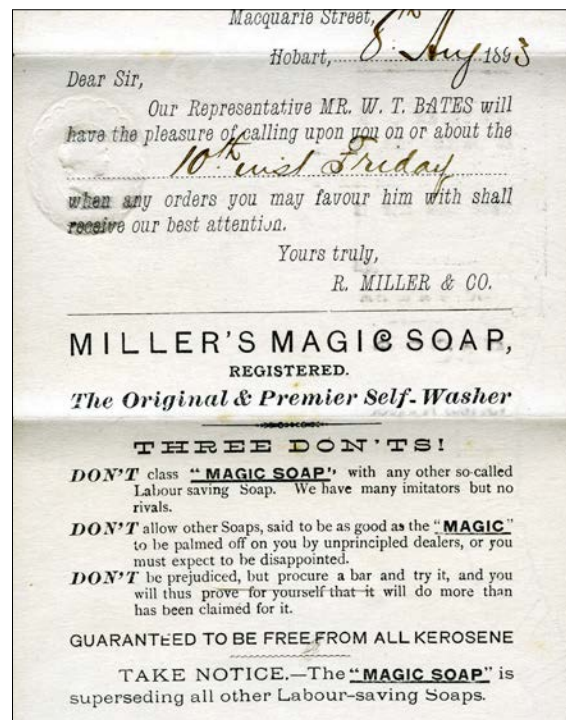 Macquarie Street,
Hobart, 8th Aug 1893
Dear Sir,
Our Representative MR. W. T. BATES will
have the pleasure of calling upon you on or about the
10th inst Friday
when any orders you may favour him with shall
receive our best attention.
Yours truly,
R. MILLER & CO.
MILLER'S MAGIC SOAP,
REGISTERED.
The Original & Premier Self-Washer
THREE DON'TS!
DON'T class "MAGIC SOAP", with any other so-called
Labour saving Soap. We have many imitators but no
rivals.
DON'T allow other Soaps, said to be as good as the "MAGIC"
to be palmed off on you by unprincipled dealers, or you
must expect to be disappointed.
DON'T be prejudiced, but procure a bar and try it, and you
will thus prove for yourself that it will do more than
has been claimed for it.
GUARANTEED TO BE FREE FROM ALL KEROSENE
TAKE NOTICE.—The "MAGIC SOAP" is
superseding all other Labour-saving Soaps.